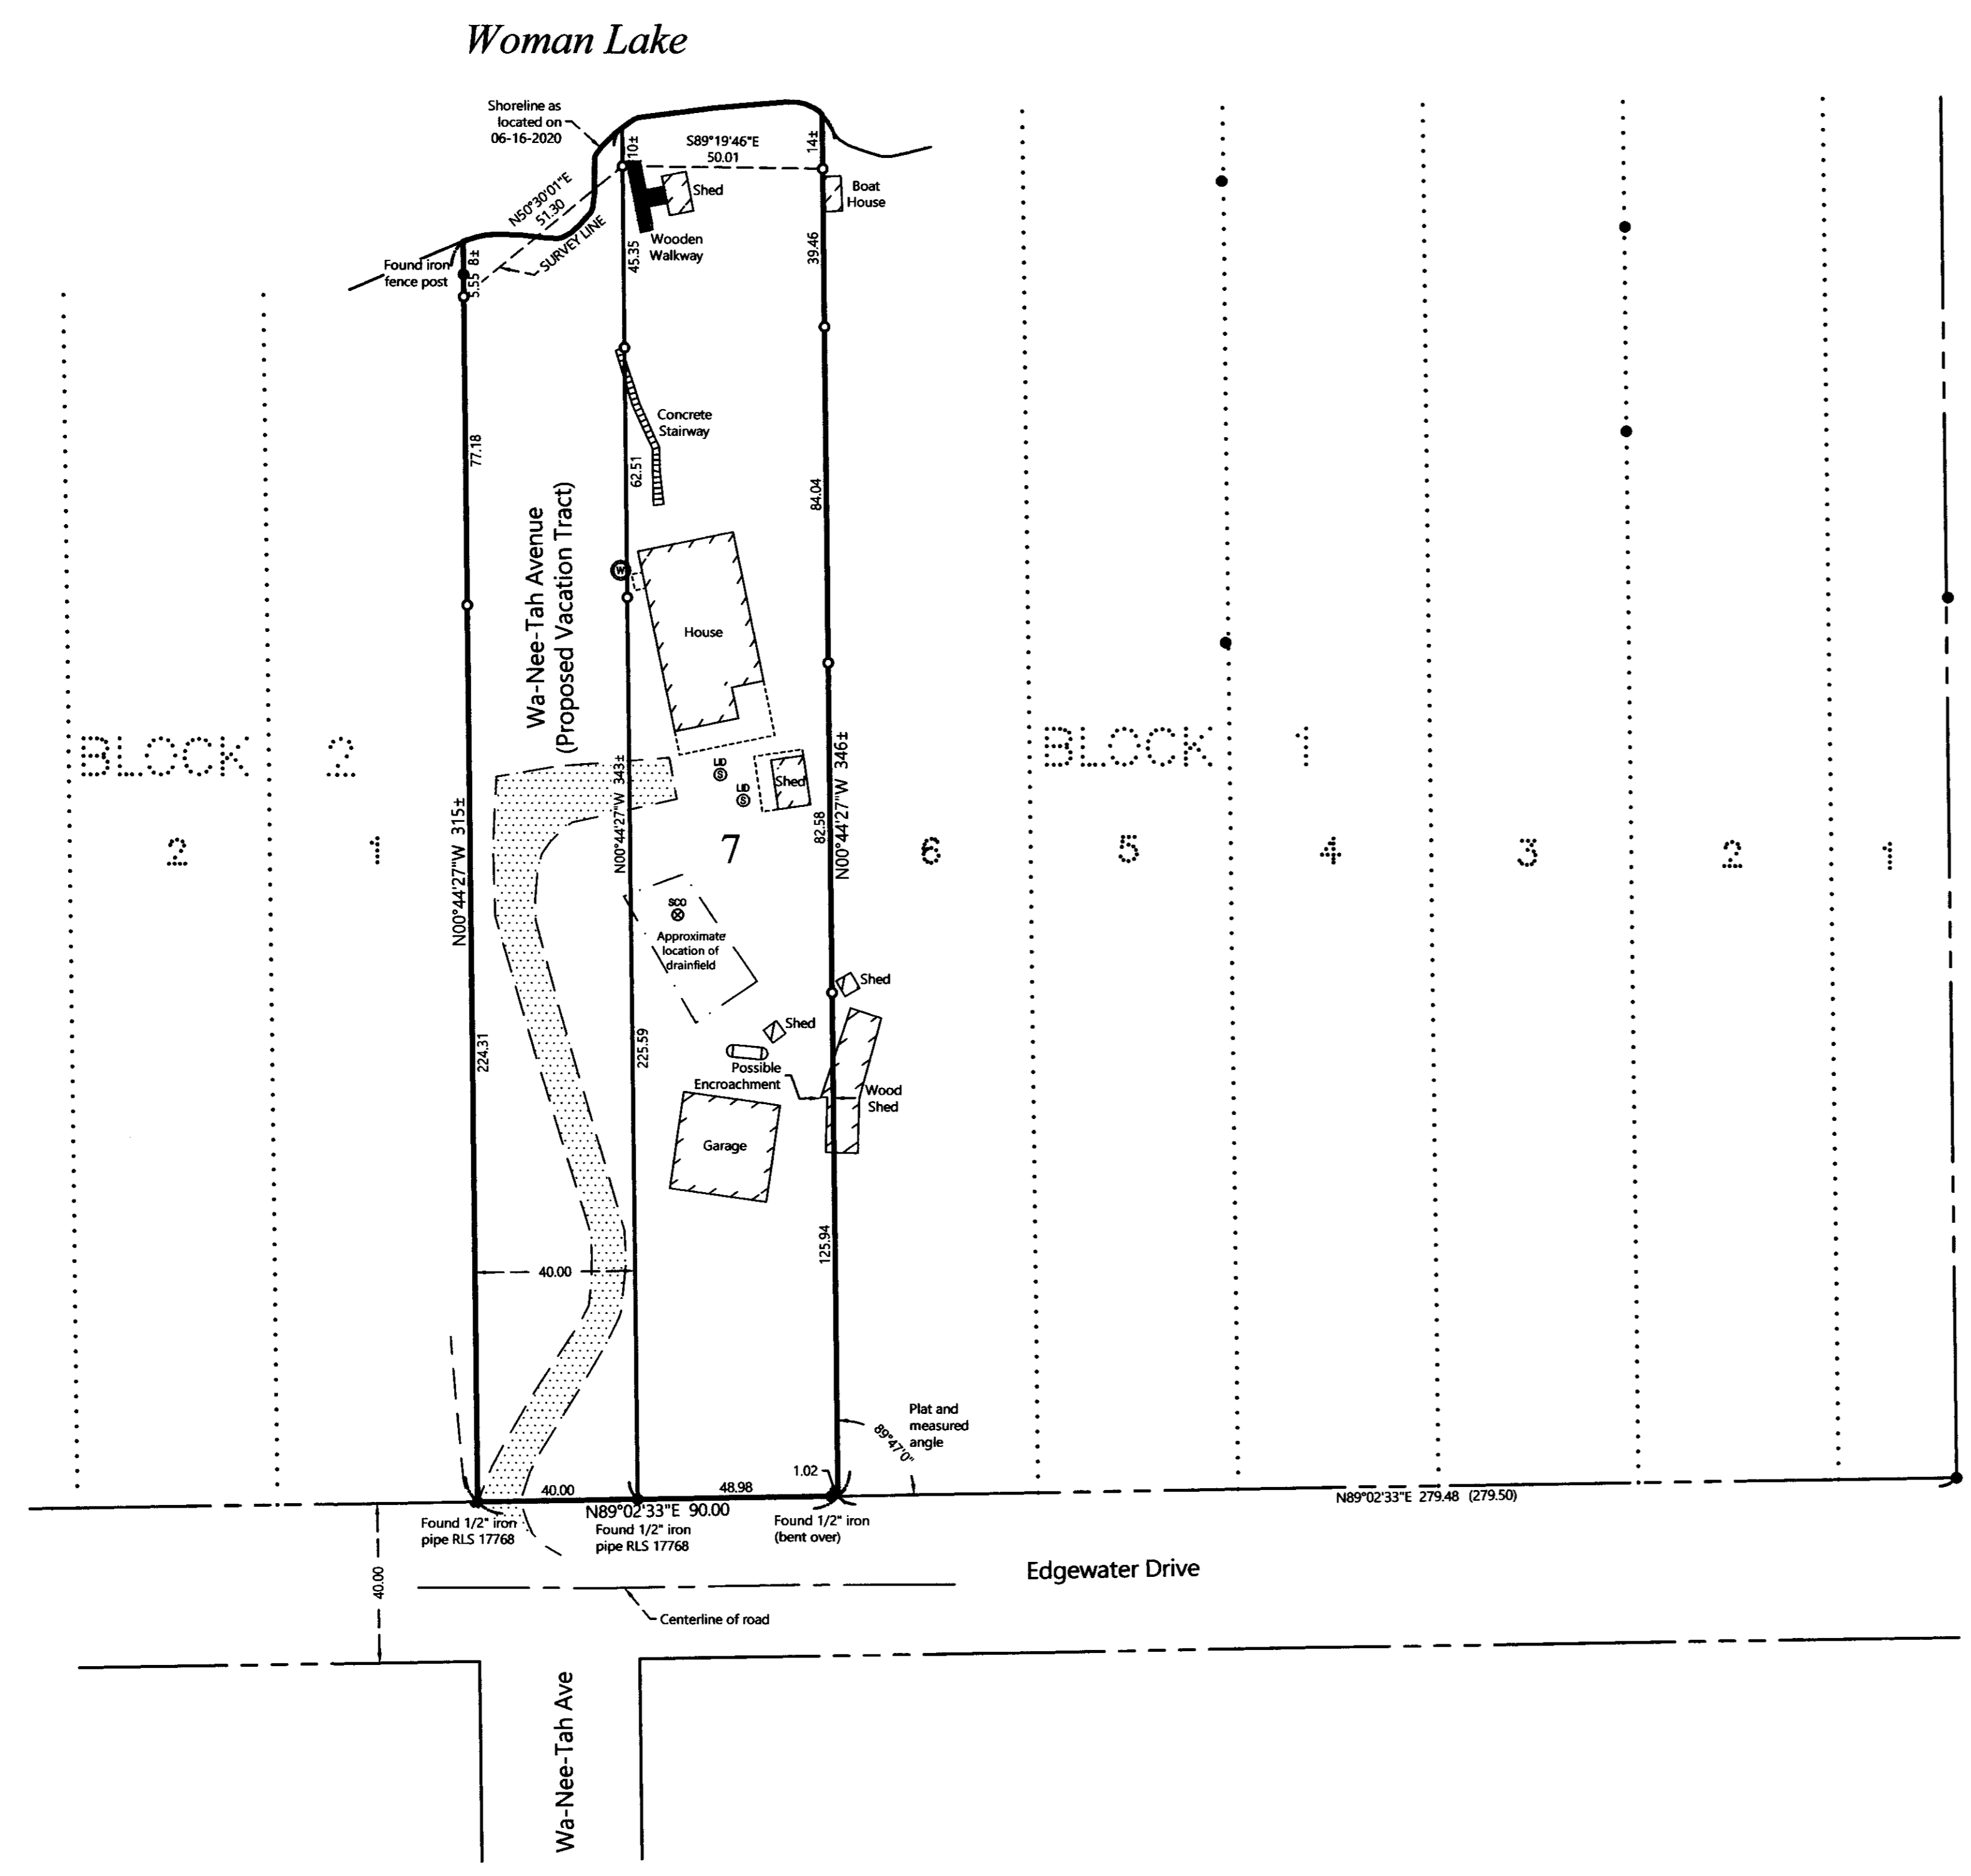 Woman Lake
Shoreline as
located on
06-16-2020
10±
S89°19'46"E
50.01
14±
N50°30'01"E
51.30
SURVEY LINE
Shed
Boat
House
Wooden
Walkway
45.35
39.46
Found iron
fence post
8±
5.55
77.18
Concrete
Stairway
62.51
84.04
Wa-Nee-Tah Avenue
(Proposed Vacation Tract)
W
House
BLOCK 2
BLOCK 1
N00°44'27"W 315±
N00°44'27"W 343±
N00°44'27"W 346±
S
S
Shed
82.58
2
1
7
6
5
4
3
2
1
SCO
Approximate
location of
drainfield
Shed
Shed
224.31
225.59
Possible
Encroachment
Wood
Shed
Garage
125.94
40.00
Plat and
measured
angle
89°47'0"
1.02
40.00
48.98
N89°02'33"E 90.00
N89°02'33"E 279.48 (279.50)
Found 1/2" iron
pipe RLS 17768
Found 1/2" iron
pipe RLS 17768
Found 1/2" iron
(bent over)
40.00
Edgewater Drive
Centerline of road
Wa-Nee-Tah Ave